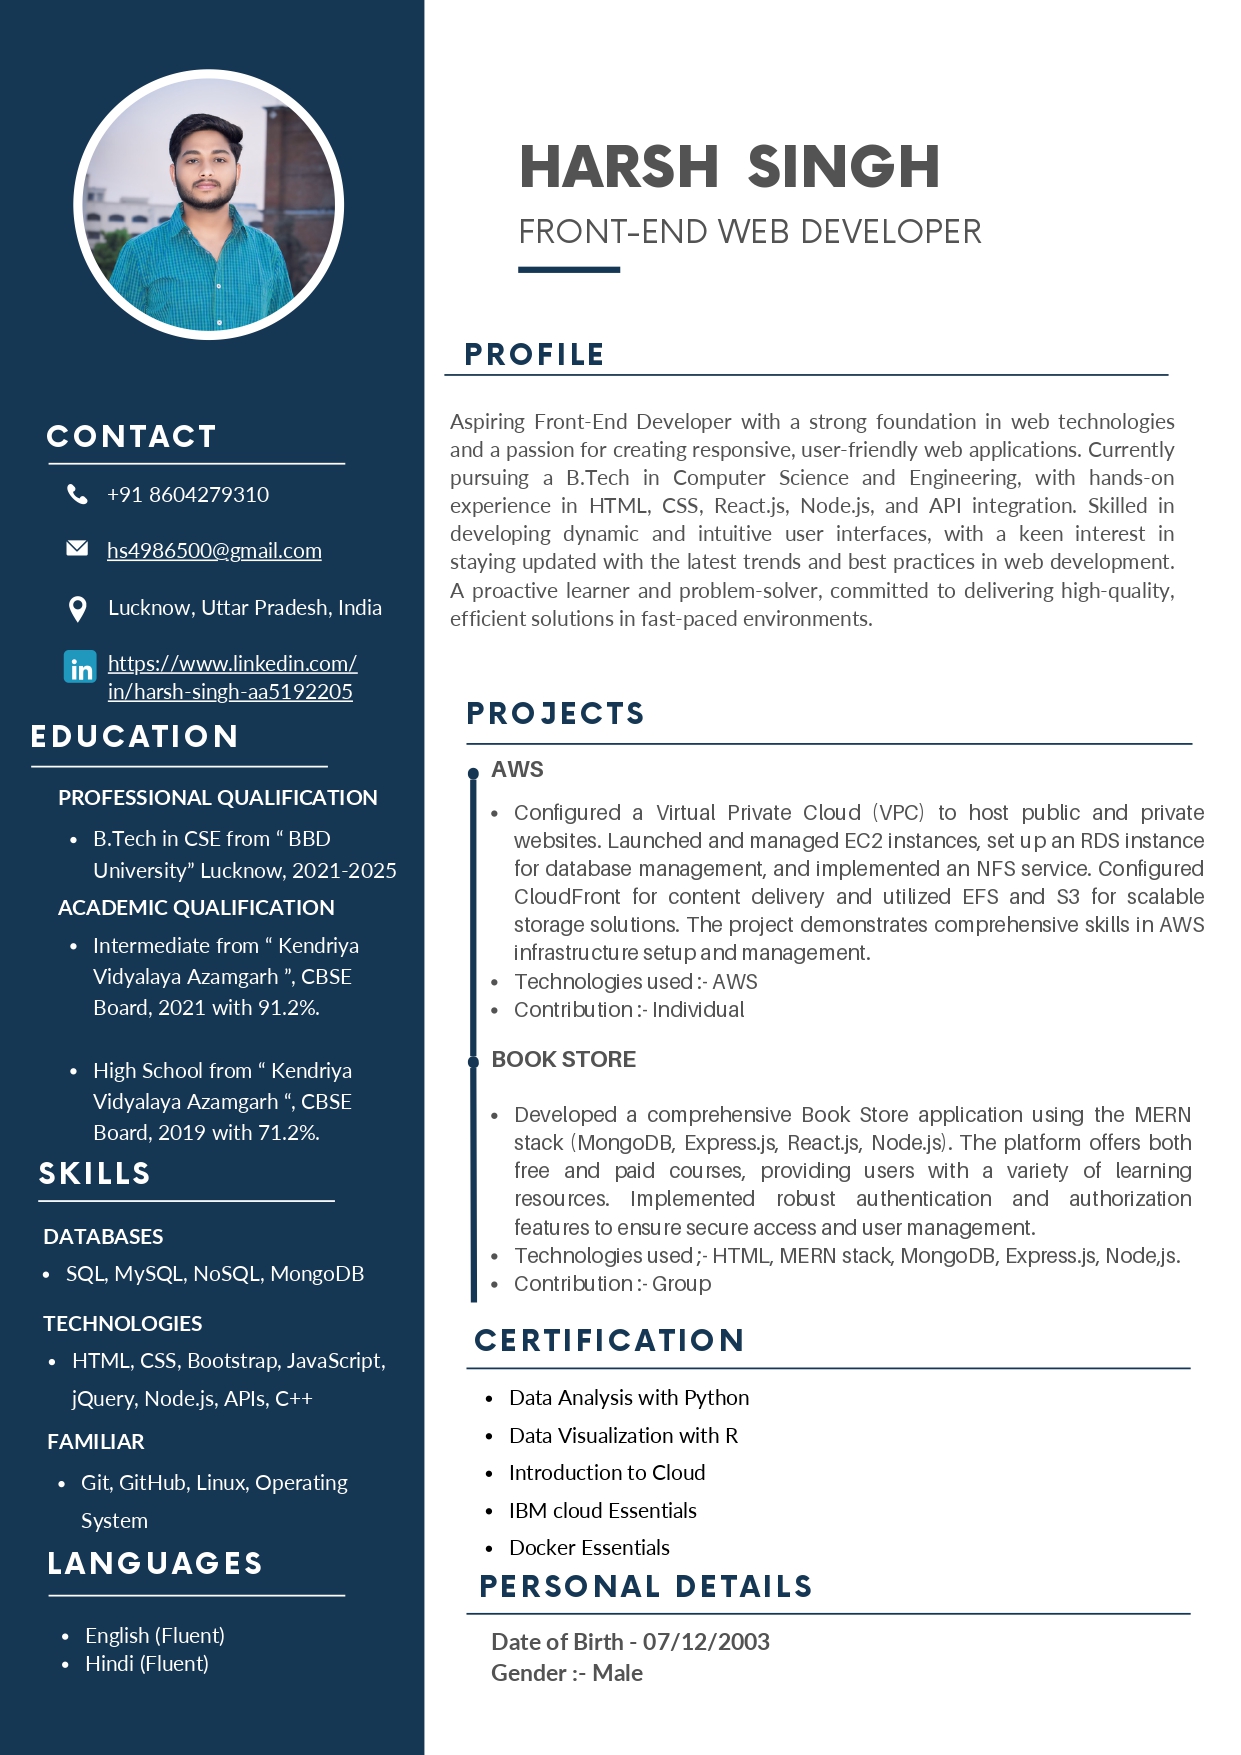 HARSH SINGH
FRONT-END WEB DEVELOPER
CONTACT
+91 8604279310
hs4986500@gmail.com
Lucknow, Uttar Pradesh, India
in
https://www.linkedin.com/
in/harsh-singh-aa5192205
EDUCATION
PROFESSIONAL QUALIFICATION
• B.Tech in CSE from “ BBD
University” Lucknow, 2021-2025
ACADEMIC QUALIFICATION
• Intermediate from “ Kendriya
Vidyalaya Azamgarh ”, CBSE
Board, 2021 with 91.2%.
• High School from “ Kendriya
Vidyalaya Azamgarh “, CBSE
Board, 2019 with 71.2%.
SKILLS
DATABASES
• SQL, MySQL, NoSQL, MongoDB
TECHNOLOGIES
• HTML, CSS, Bootstrap, JavaScript,
jQuery, Node.js, APIs, C++
FAMILIAR
• Git, GitHub, Linux, Operating
System
LANGUAGES
• English (Fluent)
• Hindi (Fluent)
PROFILE
Aspiring Front-End Developer with a strong foundation in web technologies
and a passion for creating responsive, user-friendly web applications. Currently
pursuing a B.Tech in Computer Science and Engineering, with hands-on
experience in HTML, CSS, React.js, Node.js, and API integration. Skilled in
developing dynamic and intuitive user interfaces, with a keen interest in
staying updated with the latest trends and best practices in web development.
A proactive learner and problem-solver, committed to delivering high-quality,
efficient solutions in fast-paced environments.
PROJECTS
AWS
• Configured a Virtual Private Cloud (VPC) to host public and private
websites. Launched and managed EC2 instances, set up an RDS instance
for database management, and implemented an NFS service. Configured
CloudFront for content delivery and utilized EFS and S3 for scalable
storage solutions. The project demonstrates comprehensive skills in AWS
infrastructure setup and management.
• Technologies used :- AWS
• Contribution :- Individual
BOOK STORE
• Developed a comprehensive Book Store application using the MERN
stack (MongoDB, Express.js, React.js, Node.js). The platform offers both
free and paid courses, providing users with a variety of learning
resources. Implemented robust authentication and authorization
features to ensure secure access and user management.
• Technologies used ;- HTML, MERN stack, MongoDB, Express.js, Node,js.
• Contribution :- Group
CERTIFICATION
• Data Analysis with Python
• Data Visualization with R
• Introduction to Cloud
• IBM cloud Essentials
• Docker Essentials
PERSONAL DETAILS
Date of Birth - 07/12/2003
Gender :- Male